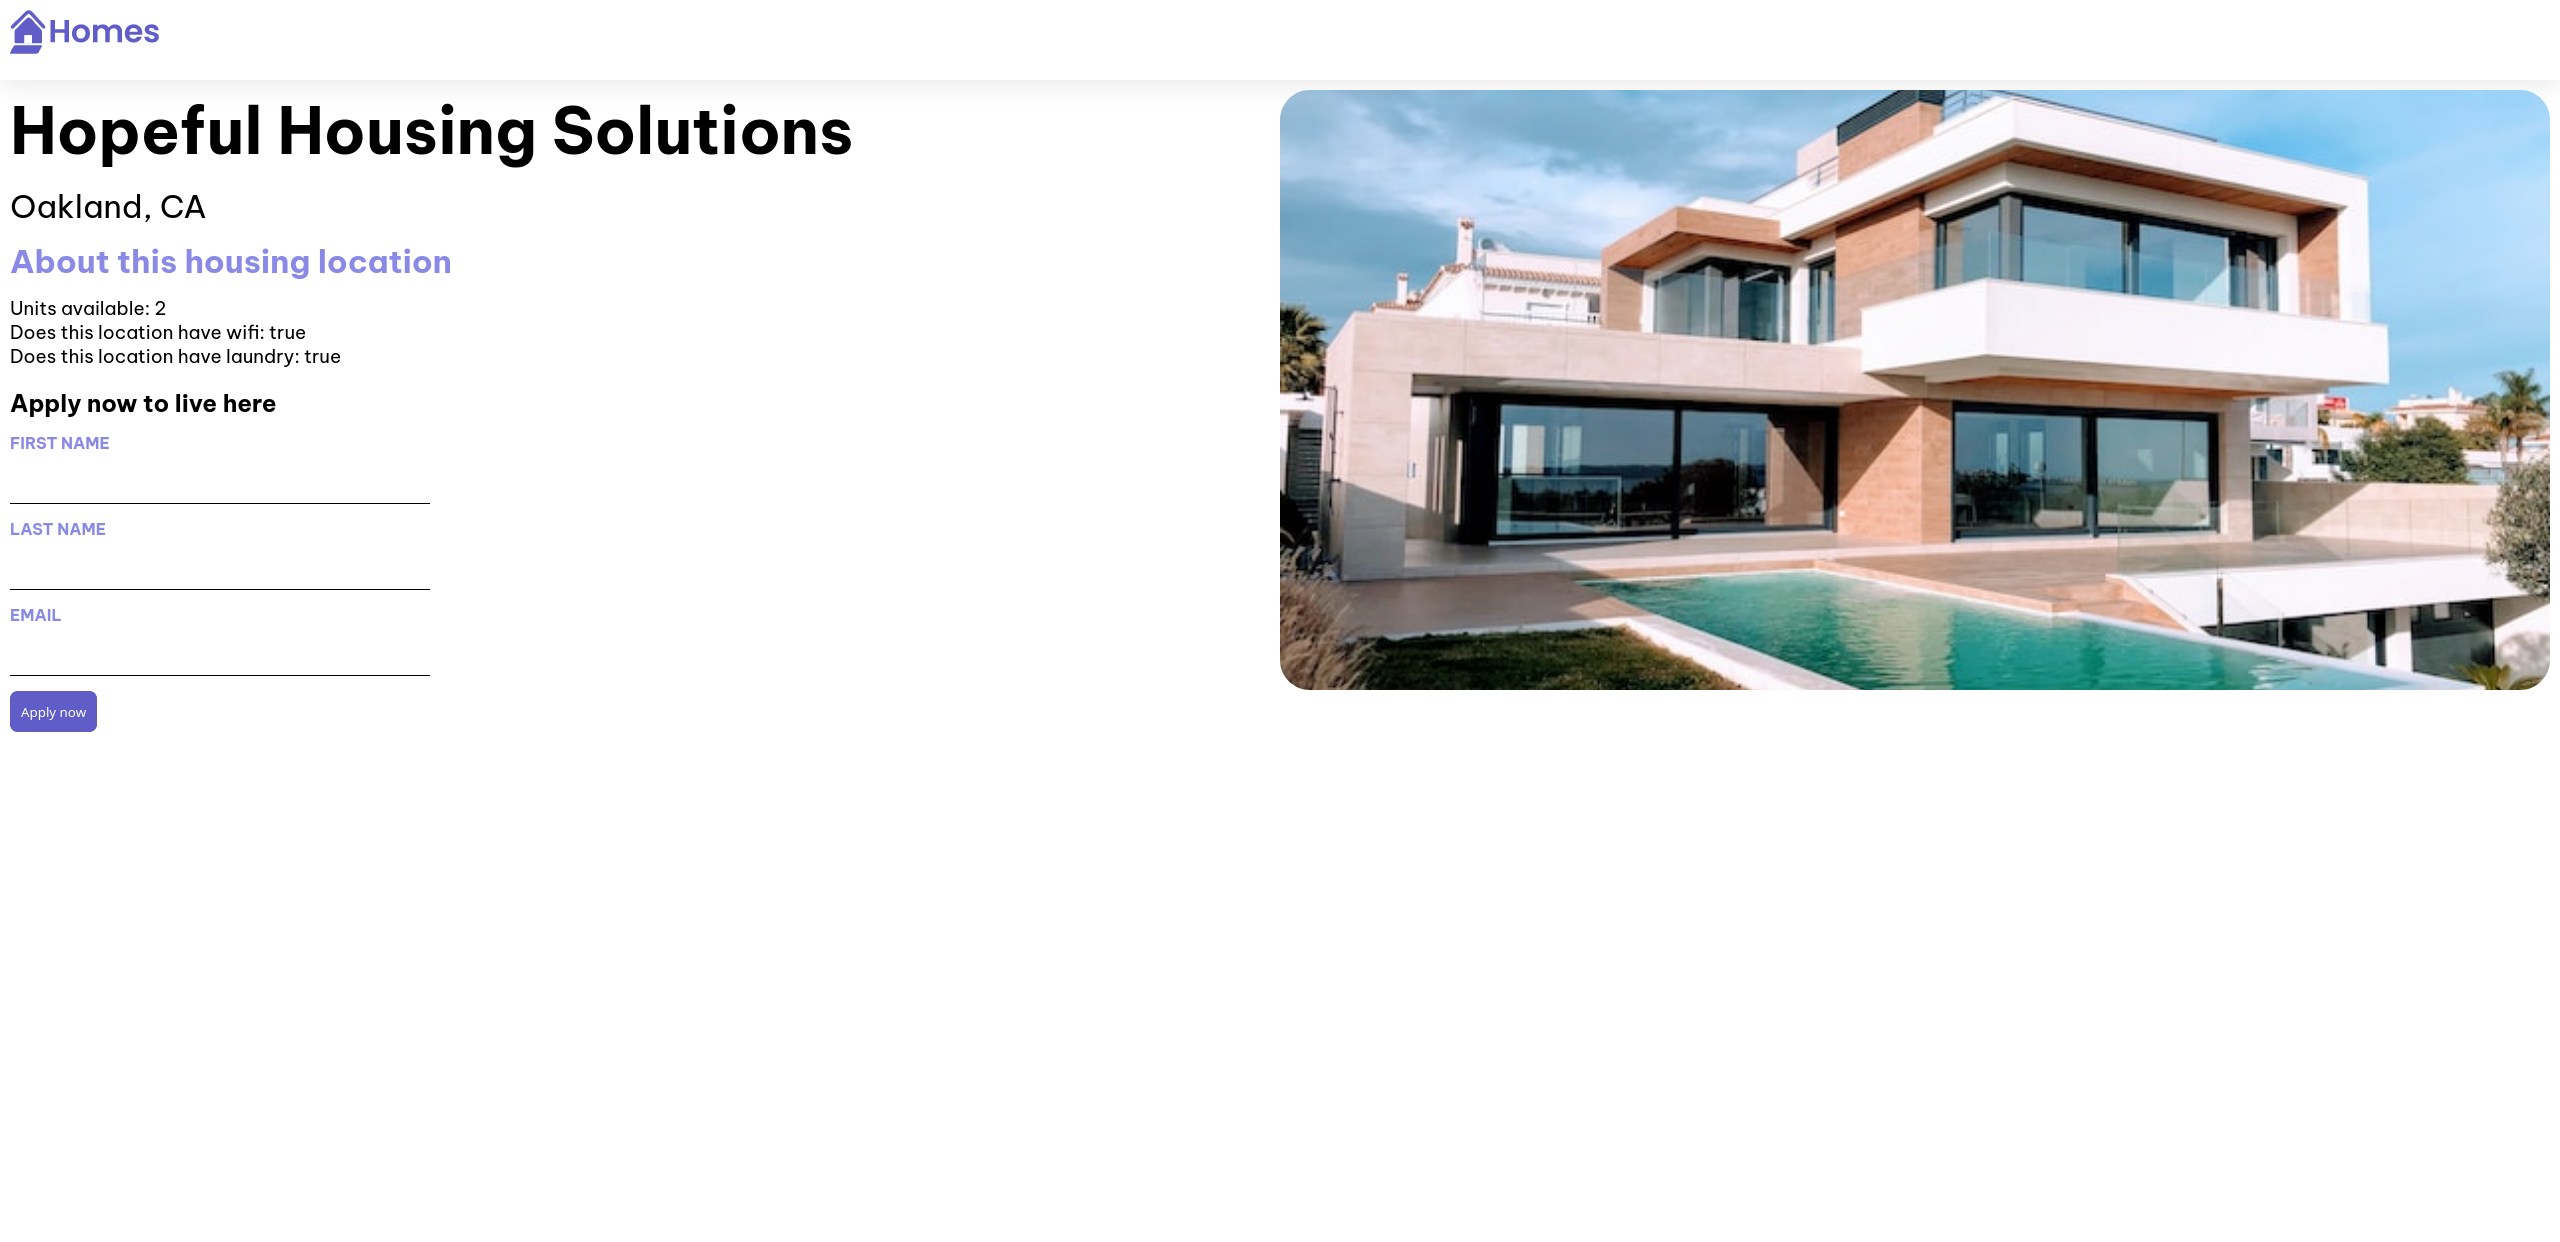 Homes
Hopeful Housing Solutions
Oakland, CA
About this housing location
Units available: 2
Does this location have wifi: true
Does this location have laundry: true
Apply now to live here
FIRST NAME
LAST NAME
EMAIL
Apply now